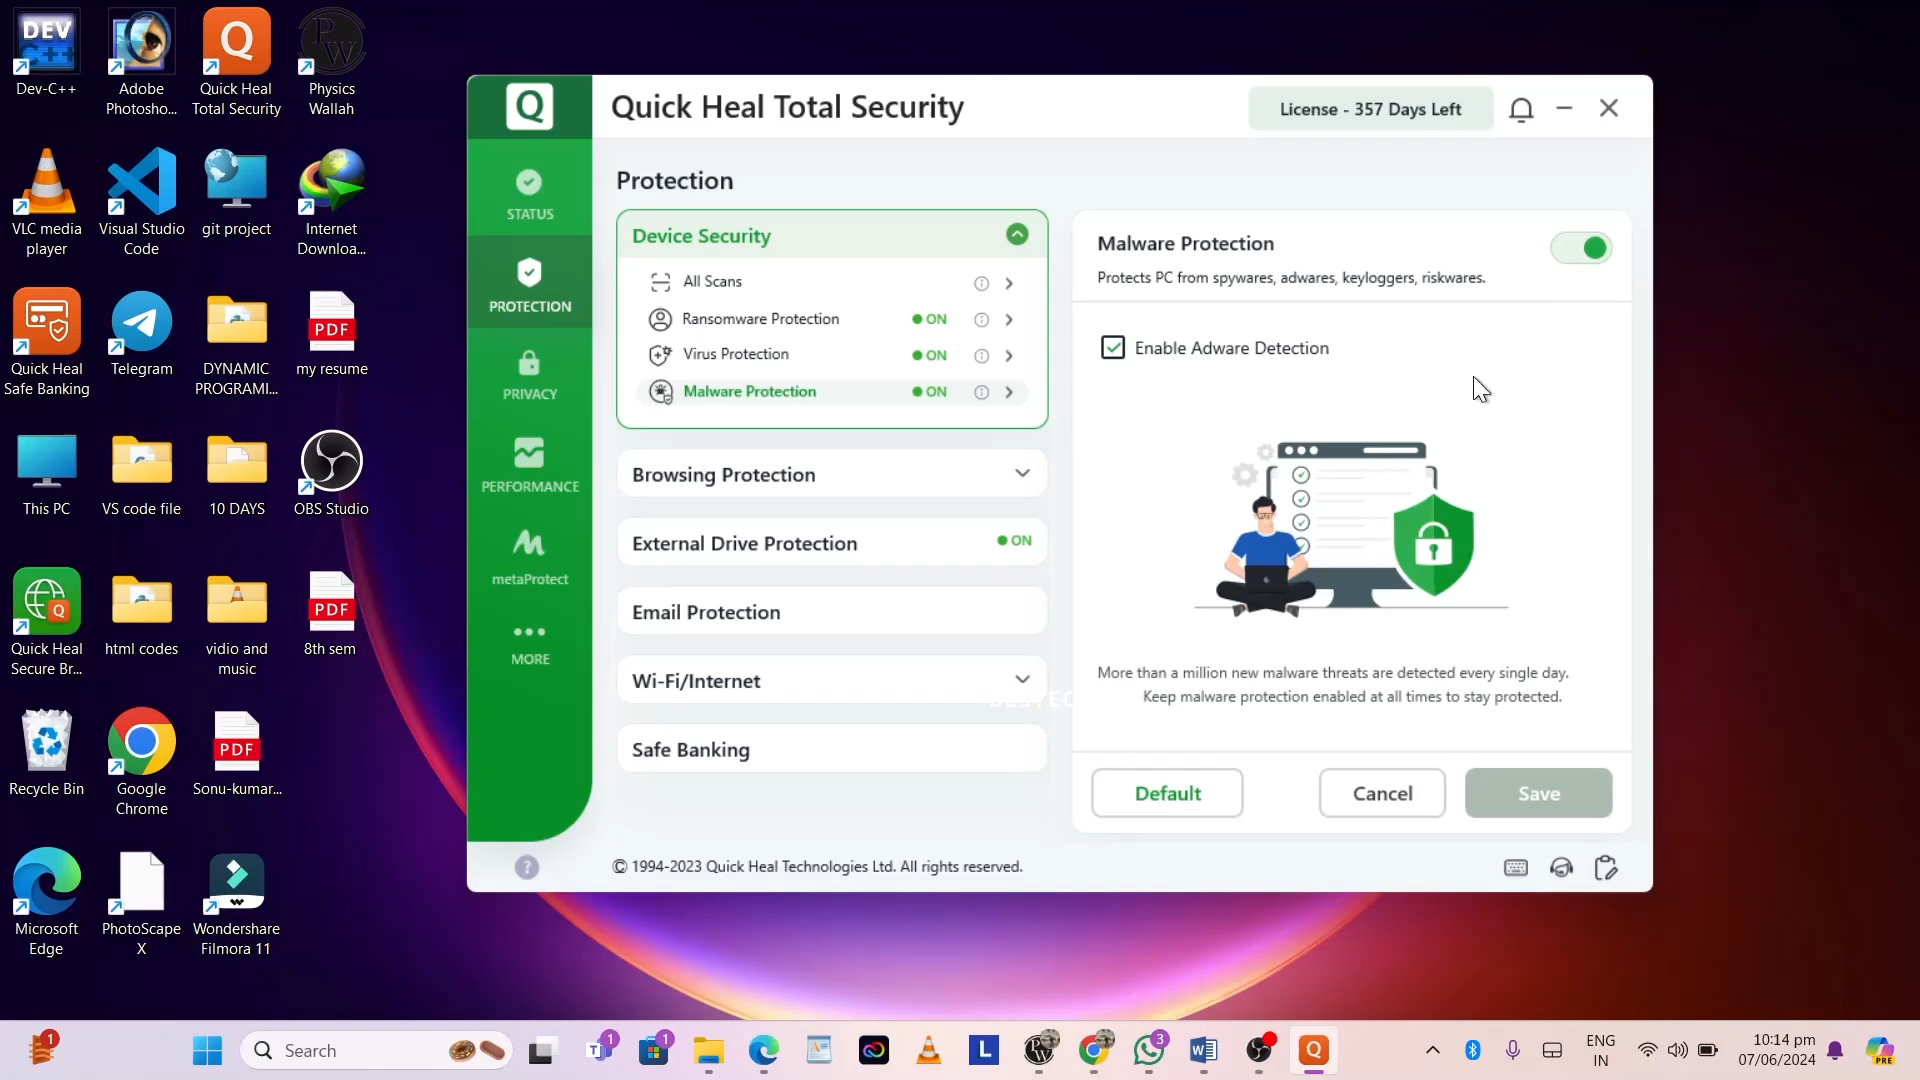 DEV
C++
Dev-C++
Adobe
Photosho...
Q
Quick Heal
Total Security
PW
Physics
Wallah
VLC media
player
Visual Studio
Code
git project
Internet
Downloa...
Quick Heal
Safe Banking
Telegram
DYNAMIC
PROGRAMI...
PDF
my resume
This PC
VS code file
10 DAYS
OBS Studio
Q
Quick Heal
Secure Br...
html codes
vidio and
music
PDF
8th sem
Recycle Bin
Google
Chrome
PDF
Sonu-kumar...
Microsoft
Edge
PhotoScape
X
Wondershare
Filmora 11
Q
Quick Heal Total Security
License - 357 Days Left
STATUS
PROTECTION
PRIVACY
PERFORMANCE
metaProtect
MORE
?
Protection
Device Security
All Scans
Ransomware Protection
ON
Virus Protection
ON
Malware Protection
ON
Browsing Protection
External Drive Protection
ON
Email Protection
Wi-Fi/Internet
Safe Banking
Malware Protection
Protects PC from spywares, adwares, keyloggers, riskwares.
Enable Adware Detection
More than a million new malware threats are detected every single day.
Keep malware protection enabled at all times to stay protected.
Default
Cancel
Save
© 1994-2023 Quick Heal Technologies Ltd. All rights reserved.
1
Search
T
1
1
L
PW
3
W
Q
ENG
IN
10:14 pm
07/06/2024
PRE